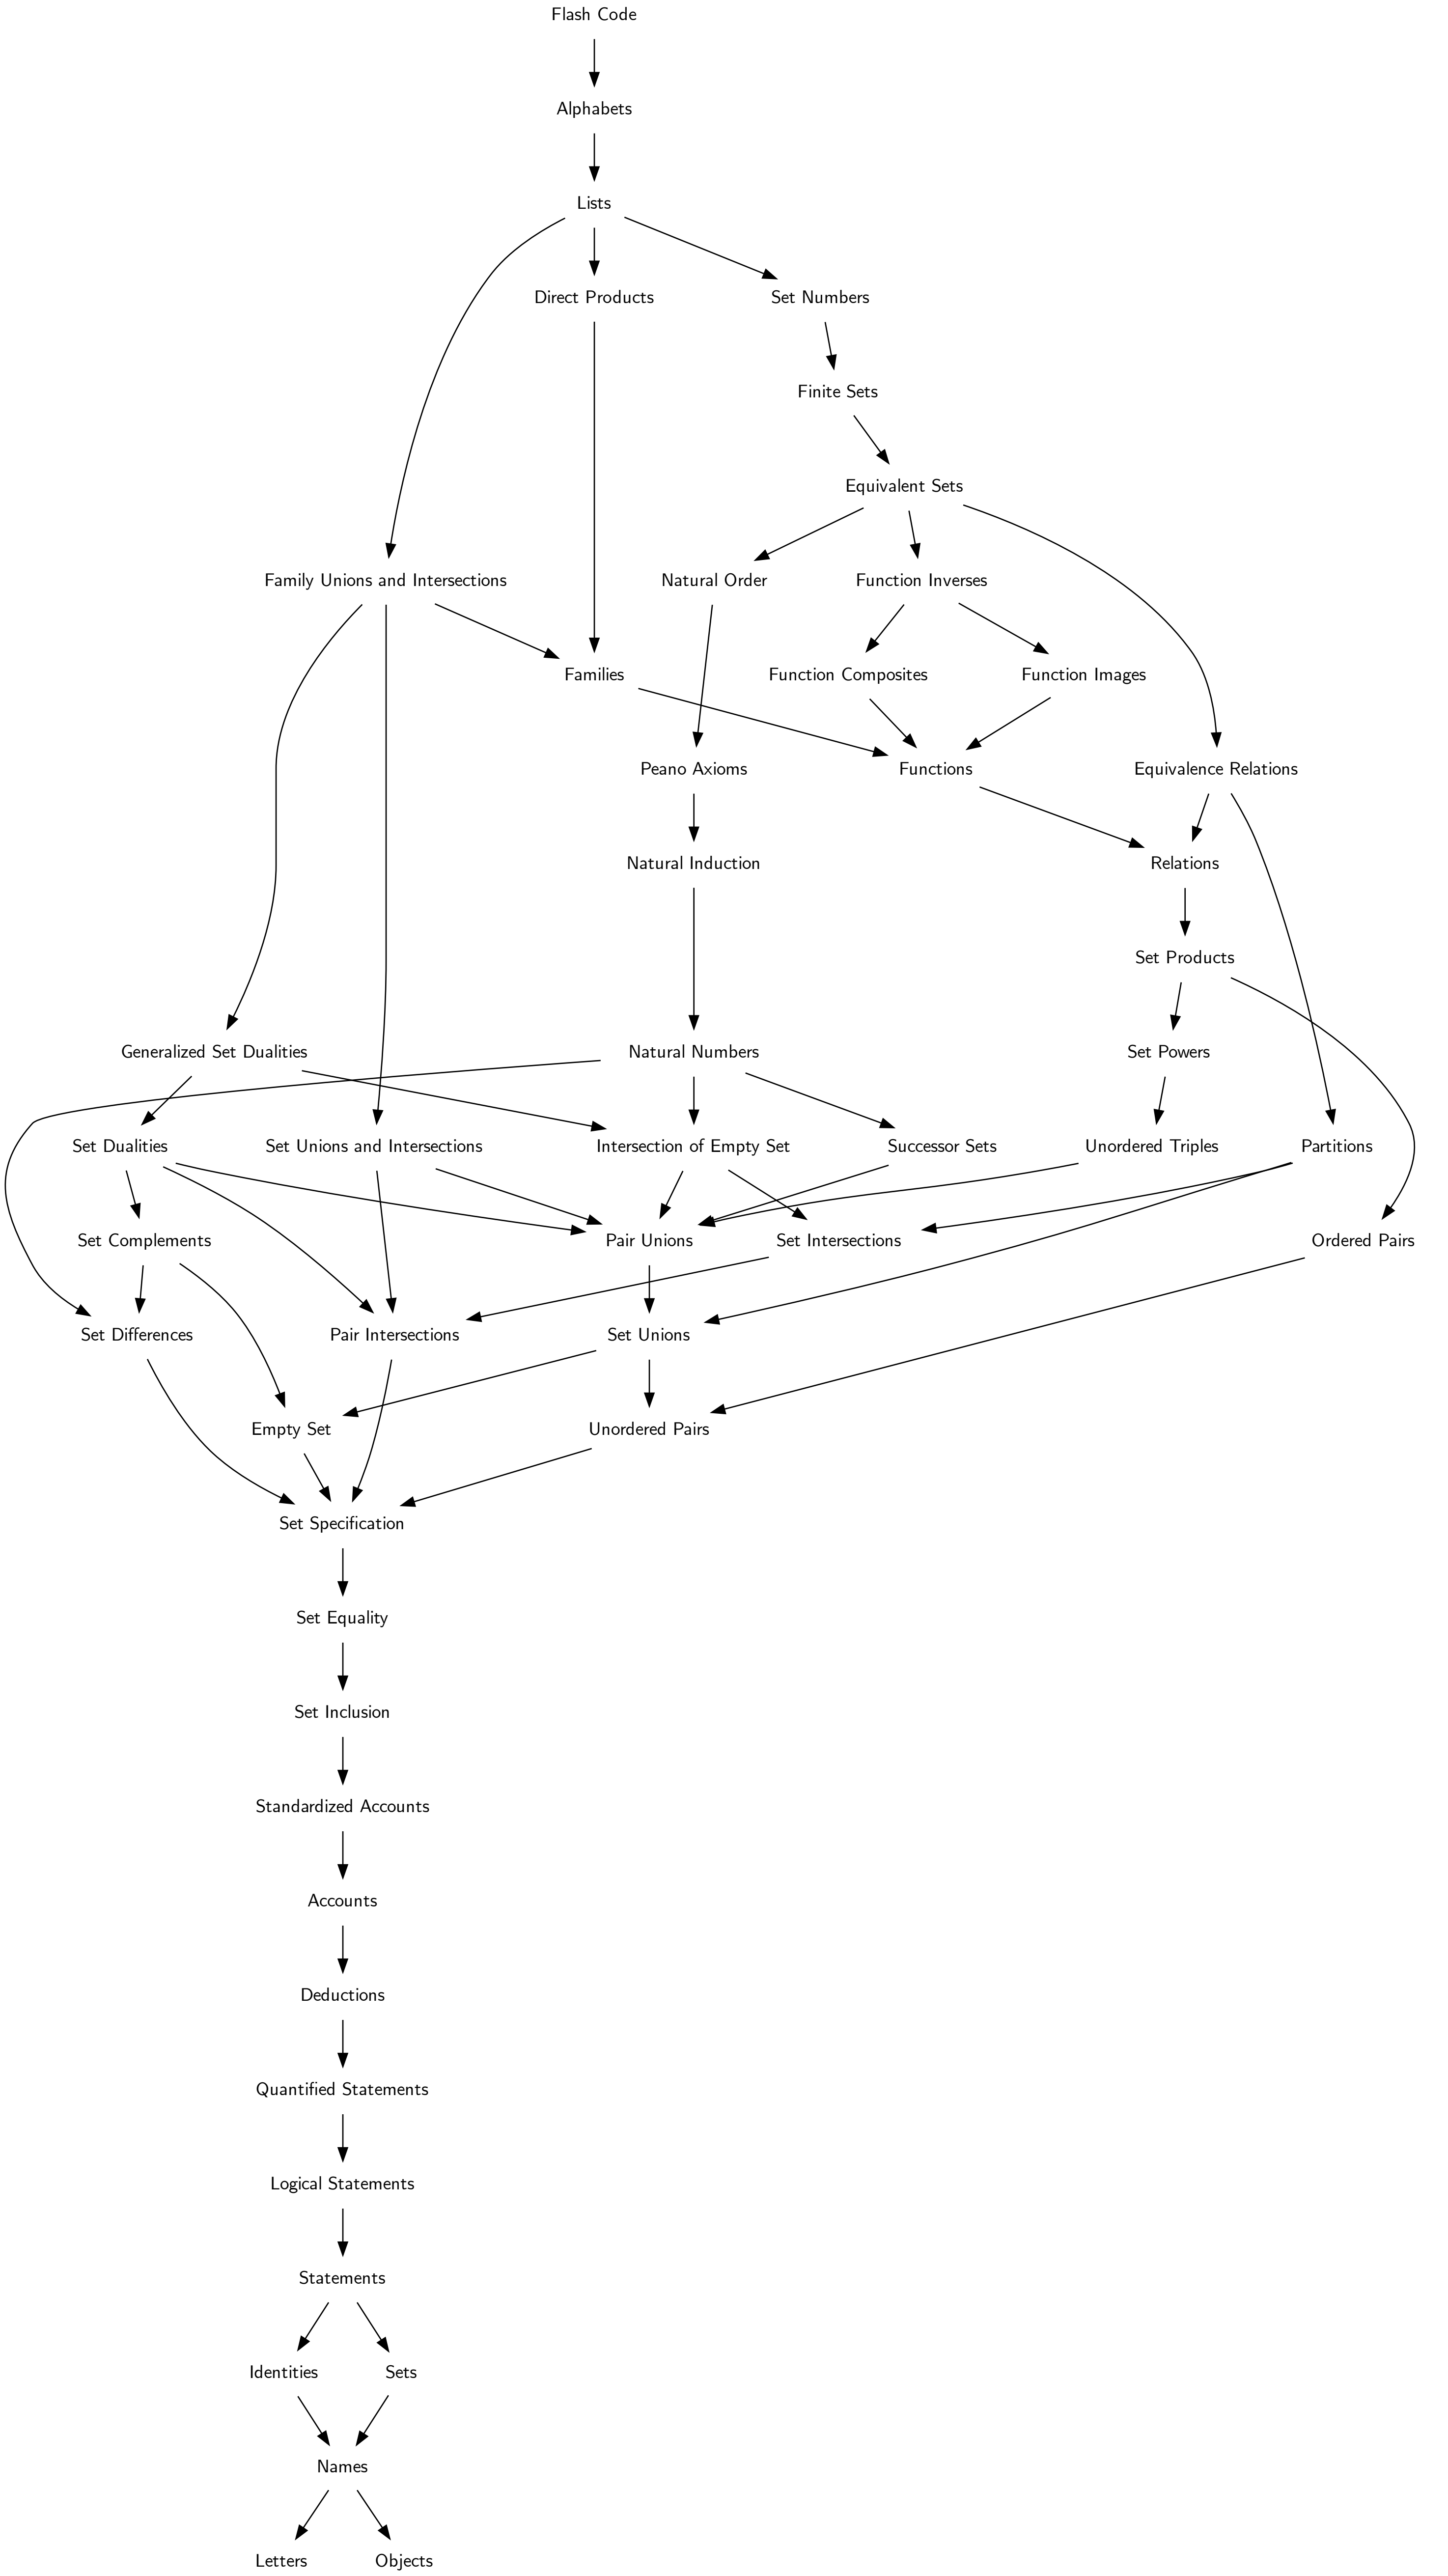 Flash Code
Alphabets
Lists
Direct Products
Set Numbers
Finite Sets
Equivalent Sets
Family Unions and Intersections
Natural Order
Function Inverses
Families
Function Composites
Function Images
Peano Axioms
Functions
Equivalence Relations
Natural Induction
Relations
Set Products
Generalized Set Dualities
Natural Numbers
Set Powers
Set Dualities
Set Unions and Intersections
Intersection of Empty Set
Successor Sets
Unordered Triples
Partitions
Set Complements
Pair Unions
Set Intersections
Ordered Pairs
Set Differences
Pair Intersections
Set Unions
Empty Set
Unordered Pairs
Set Specification
Set Equality
Set Inclusion
Standardized Accounts
Accounts
Deductions
Quantified Statements
Logical Statements
Statements
Identities
Sets
Names
Letters
Objects